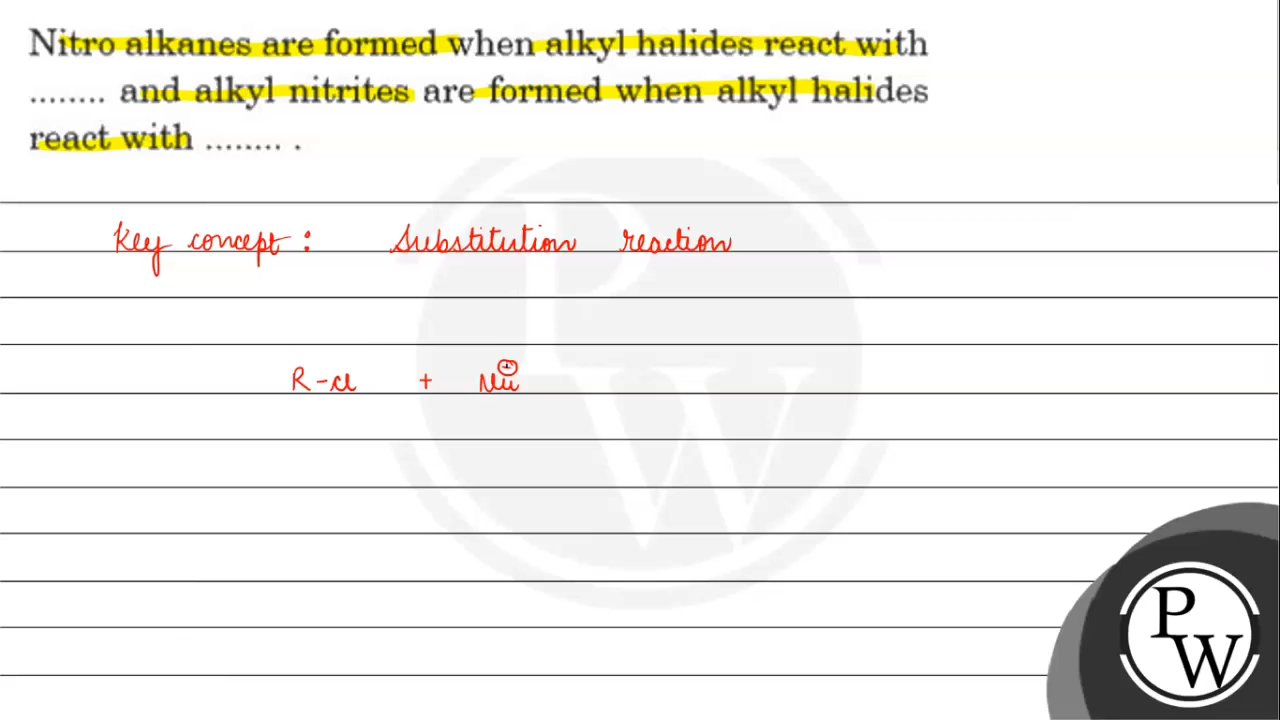 Nitro alkanes are formed when alkyl halides react with
........ and alkyl nitrites are formed when alkyl halides
react with ........ .
Key concept : Substitution reaction
R-Cl + Nu⊕
P
W
P
W